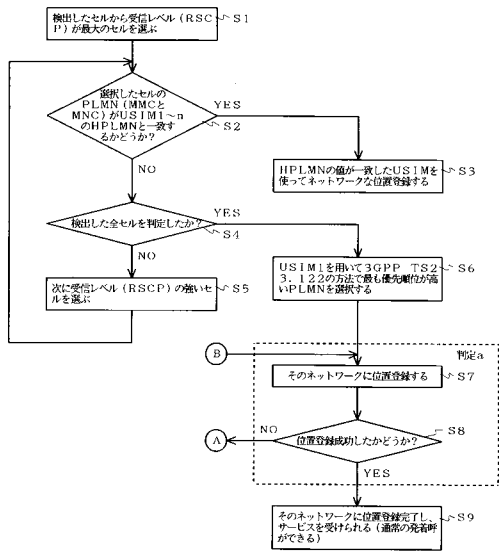 検出したセルから受信レベル（RSC
P）が最大のセルを選ぶ
S1
選択したセルの
PLMN（MMCと
MNC）がUSIM1～n
のHPLMNと一致す
るかどうか？
YES
S2
NO
HPLMNの値が一致したUSIMを
使ってネットワークな位置登録する
S3
検出した全セルを判定したか？
YES
S4
NO
次に受信レベル（RSCP）の強いセ
ルを選ぶ
S5
USIM1を用いて3GPP TS2
3．122の方法で最も優先順位が高
いPLMNを選択する
S6
B
判定a
そのネットワークに位置登録する
S7
A
NO
位置登録成功したかどうか？
S8
YES
そのネットワークに位置登録完了し、
サービスを受けられる（通常の発着呼
ができる）
S9